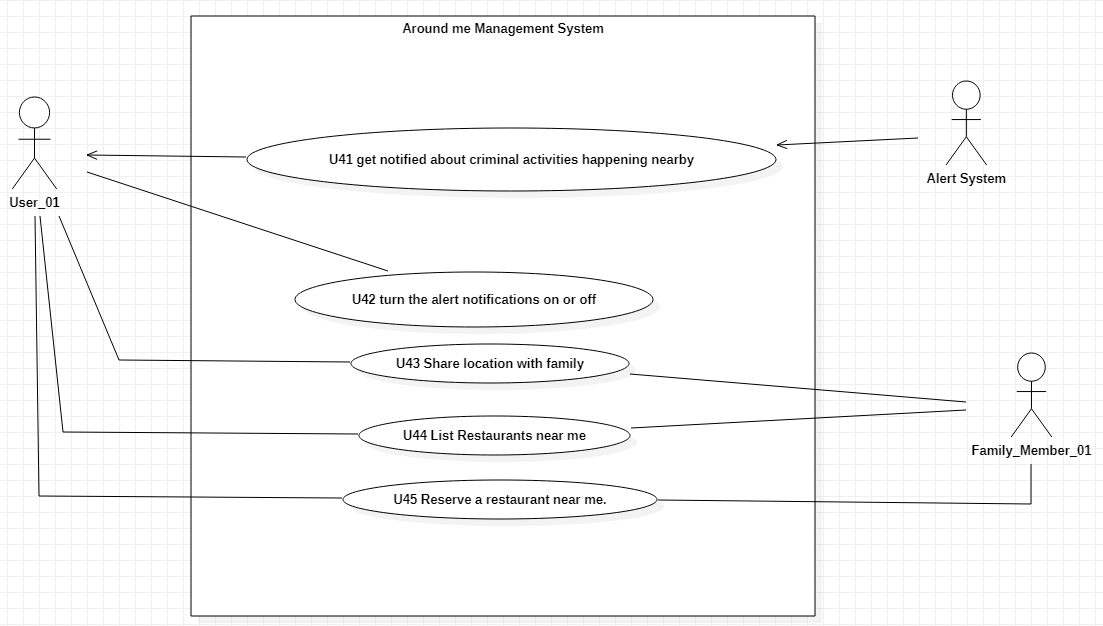 Around me Management System
U41 get notified about criminal activities happening nearby
Alert System
User_01
U42 turn the alert notifications on or off
U43 Share location with family
U44 List Restaurants near me
Family_Member_01
U45 Reserve a restaurant near me.